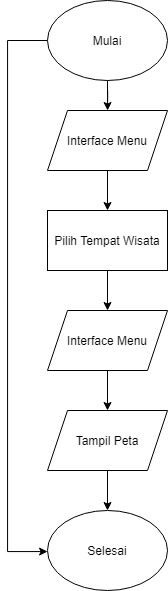 Mulai
Interface Menu
Pilih Tempat Wisata
Interface Menu
Tampil Peta
Selesai